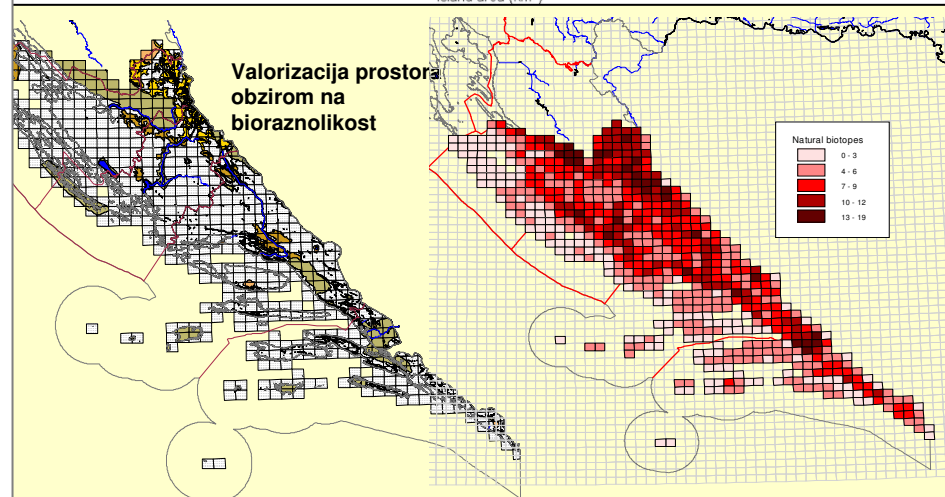 Valorizacija prostora
obzirom na
bioraznolikost
Natural biotopes
0 - 3
4 - 6
7 - 9
10 - 12
13 - 19